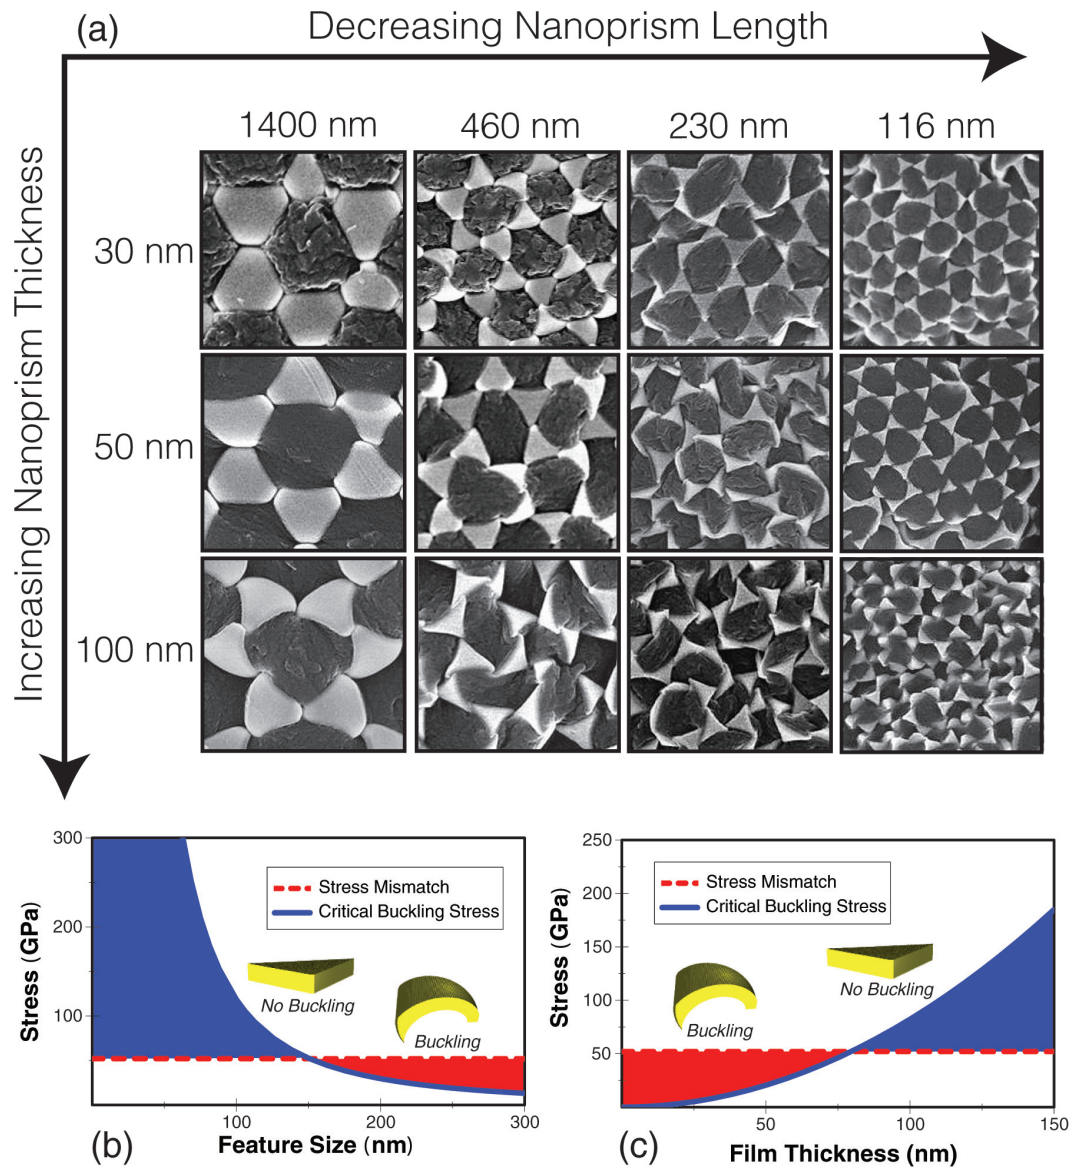 (a)
Decreasing Nanoprism Length
Increasing Nanoprism Thickness
1400 nm 460 nm 230 nm 116 nm
30 nm
50 nm
100 nm
300
200
100
Stress (GPa)
Stress Mismatch
Critical Buckling Stress
No Buckling
Buckling
100 200 300
Feature Size (nm)
(b)
250
200
150
100
50
Stress (GPa)
Stress Mismatch
Critical Buckling Stress
Buckling
No Buckling
50 100 150
Film Thickness (nm)
(c)